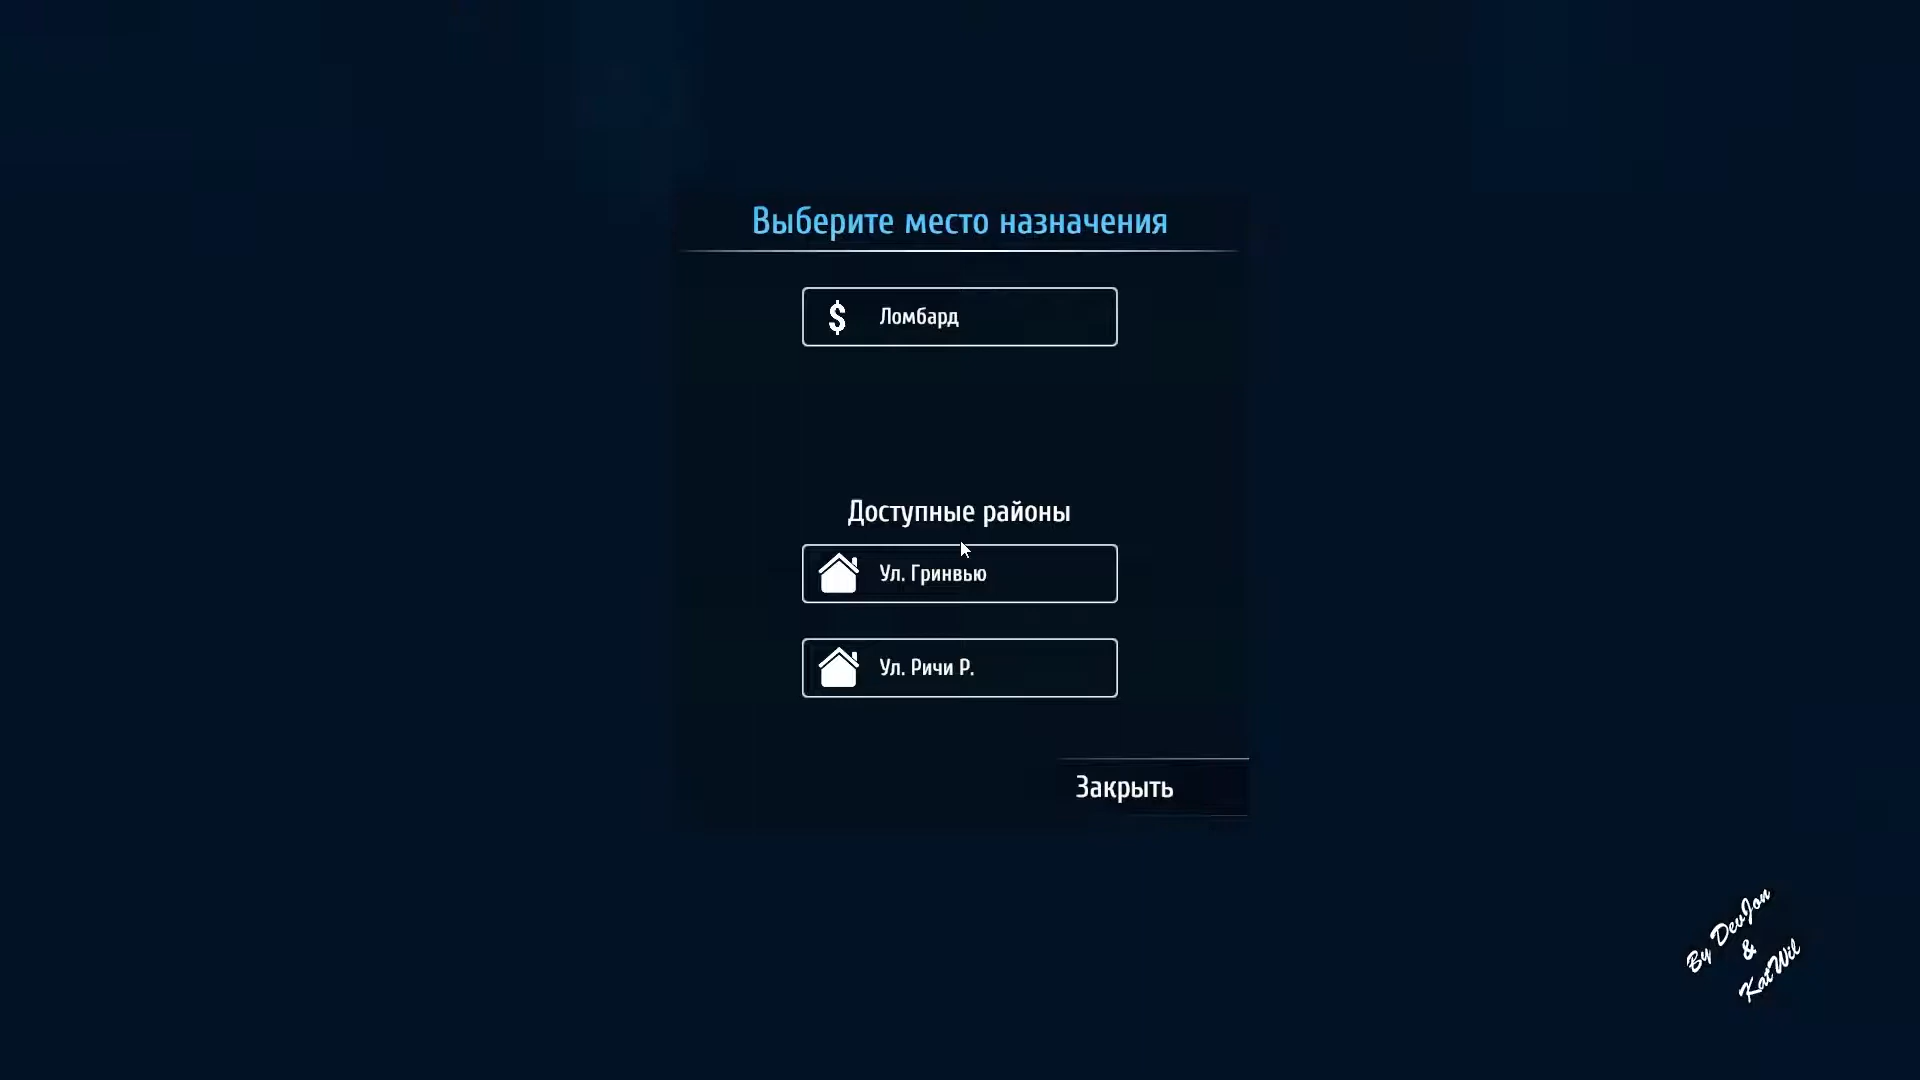 Выберите место назначения
$ Ломбард
Доступные районы
Ул. Гринвью
Ул. Ричи Р.
Закрыть
By DevJon
&
KatWil